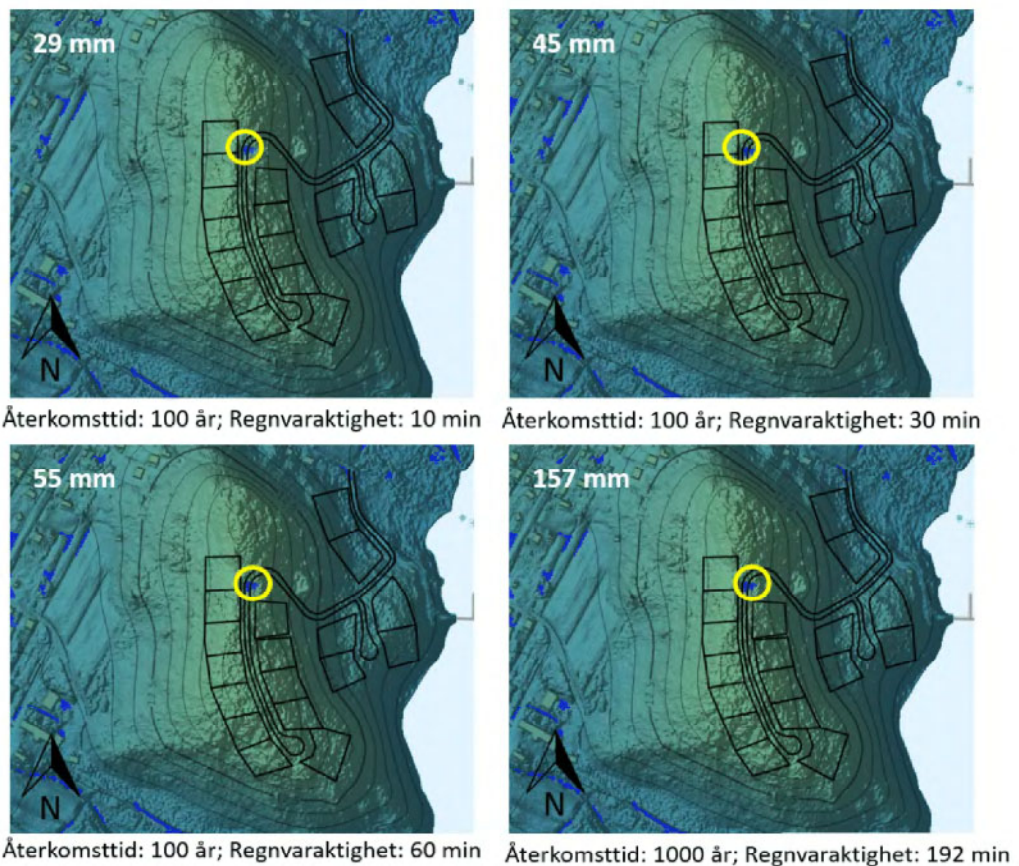 29 mm
45 mm
N
N
Återkomsttid: 100 år; Regnvaraktighet: 10 min
Återkomsttid: 100 år; Regnvaraktighet: 30 min
55 mm
157 mm
N
N
Återkomsttid: 100 år; Regnvaraktighet: 60 min
Återkomsttid: 1000 år; Regnvaraktighet: 192 min